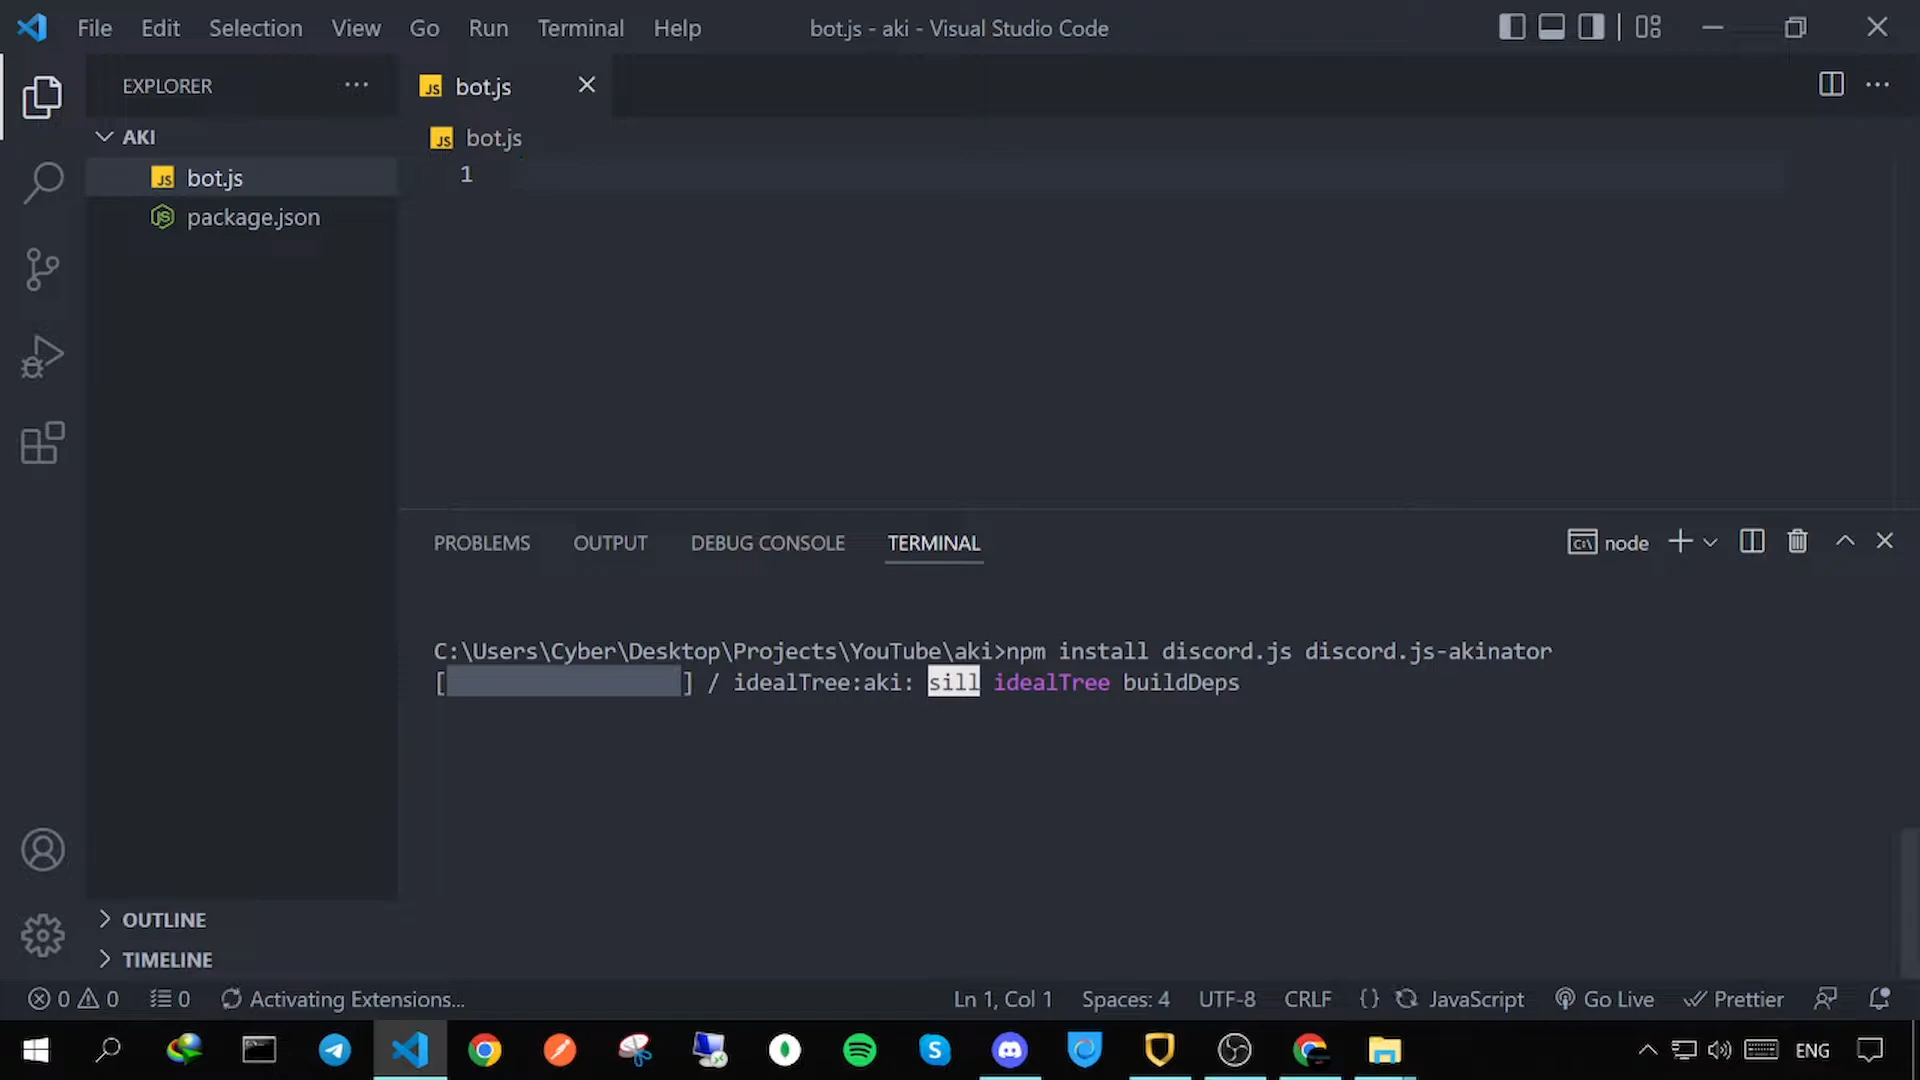 File Edit Selection View Go Run Terminal Help
bot.js - aki - Visual Studio Code
EXPLORER
JS bot.js
AKI
JS bot.js
JS bot.js
package.json
1
PROBLEMS OUTPUT DEBUG CONSOLE TERMINAL
node
C:\Users\Cyber\Desktop\Projects\YouTube\aki>npm install discord.js discord.js-akinator
[ ] / idealTree:aki: sill idealTree buildDeps
OUTLINE
TIMELINE
0 0 0 Activating Extensions...
Ln 1, Col 1 Spaces: 4 UTF-8 CRLF {} JavaScript Go Live Prettier
ENG